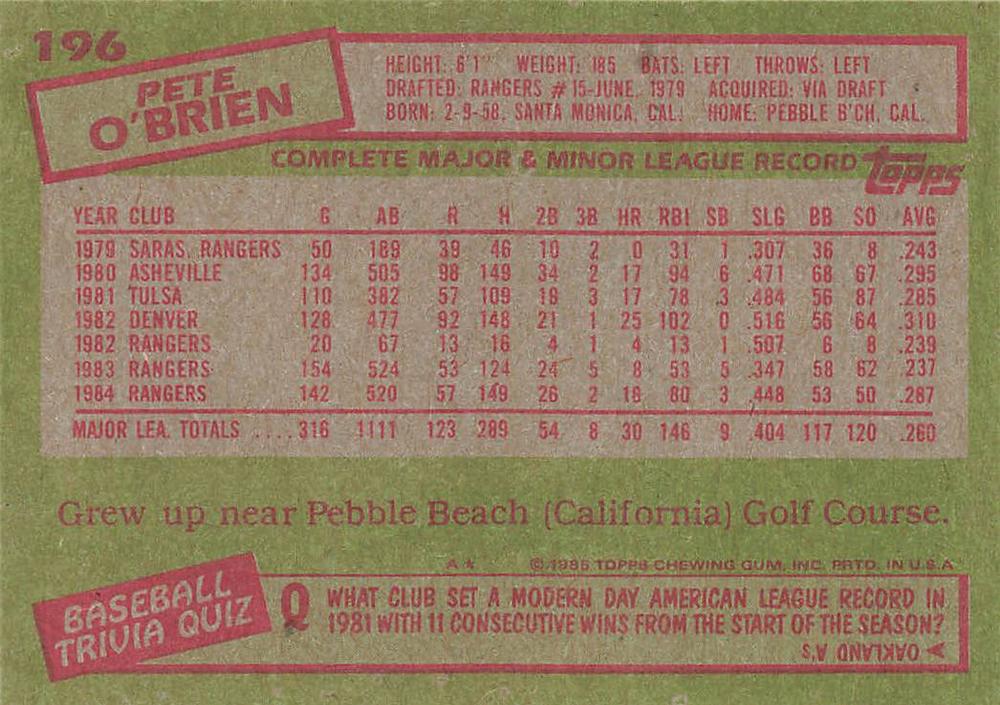 196
PETE
O'BRIEN
HEIGHT: 6'1" WEIGHT: 185 BATS: LEFT THROWS: LEFT
DRAFTED: RANGERS #15-JUNE, 1979 ACQUIRED: VIA DRAFT
BORN: 2-9-58, SANTA MONICA, CAL. HOME: PEBBLE B'CH, CAL.
COMPLETE MAJOR & MINOR LEAGUE RECORD topps
YEAR CLUB G AB R H 2B 3B HR RBI SB SLG BB SO AVG
1979 SARAS. RANGERS 50 169 39 46 10 2 0 31 1 .307 36 8 .243
1980 ASHEVILLE 134 505 98 149 34 2 17 94 6 .471 68 67 .295
1981 TULSA 110 382 57 109 18 3 17 78 3 .484 56 87 .285
1982 DENVER 128 477 92 148 21 1 25 102 0 .516 56 64 .310
1982 RANGERS 20 67 13 16 4 1 4 13 1 .507 6 8 .239
1983 RANGERS 154 524 53 124 24 5 8 53 5 .347 58 62 .237
1984 RANGERS 142 520 57 149 26 2 18 80 3 .448 53 50 .287
MAJOR LEA. TOTALS ....316 1111 123 289 54 8 30 146 9 .404 117 120 .260
Grew up near Pebble Beach (California) Golf Course.
A* © 1985 TOPPS CHEWING GUM, INC. PRTD. IN U.S.A
BASEBALL
TRIVIA QUIZ
Q WHAT CLUB SET A MODERN DAY AMERICAN LEAGUE RECORD IN
1981 WITH 11 CONSECUTIVE WINS FROM THE START OF THE SEASON?
A OAKLAND A'S